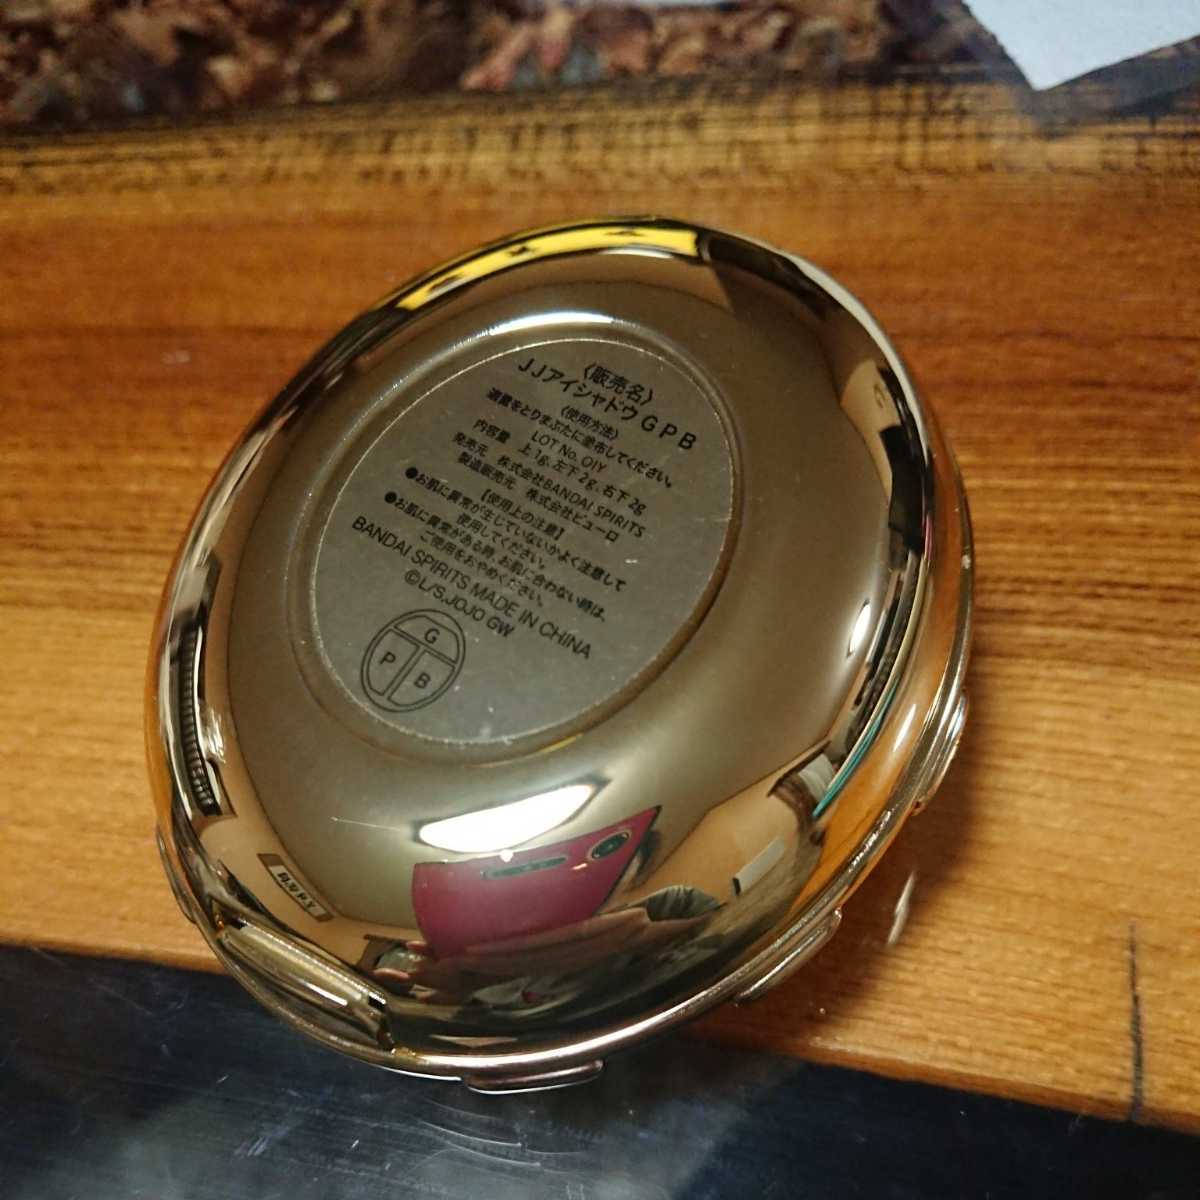 〈販売名〉
JJアイシャドウGPB
〈使用方法〉
適量をとりまぶたに塗布してください。
LOT No. OIY
内容量 上1g、左下2g、右下2g
発売元 株式会社BANDAI SPIRITS
製造販売元 株式会社ピューロ
【使用上の注意】
●お肌に異常が生じていないかよく注意して
使用してください。
●お肌に異常がある時、お肌に合わない時は、
ご使用をおやめください。
BANDAI SPIRITS MADE IN CHINA
©L/S,JOJO GW
G
P B